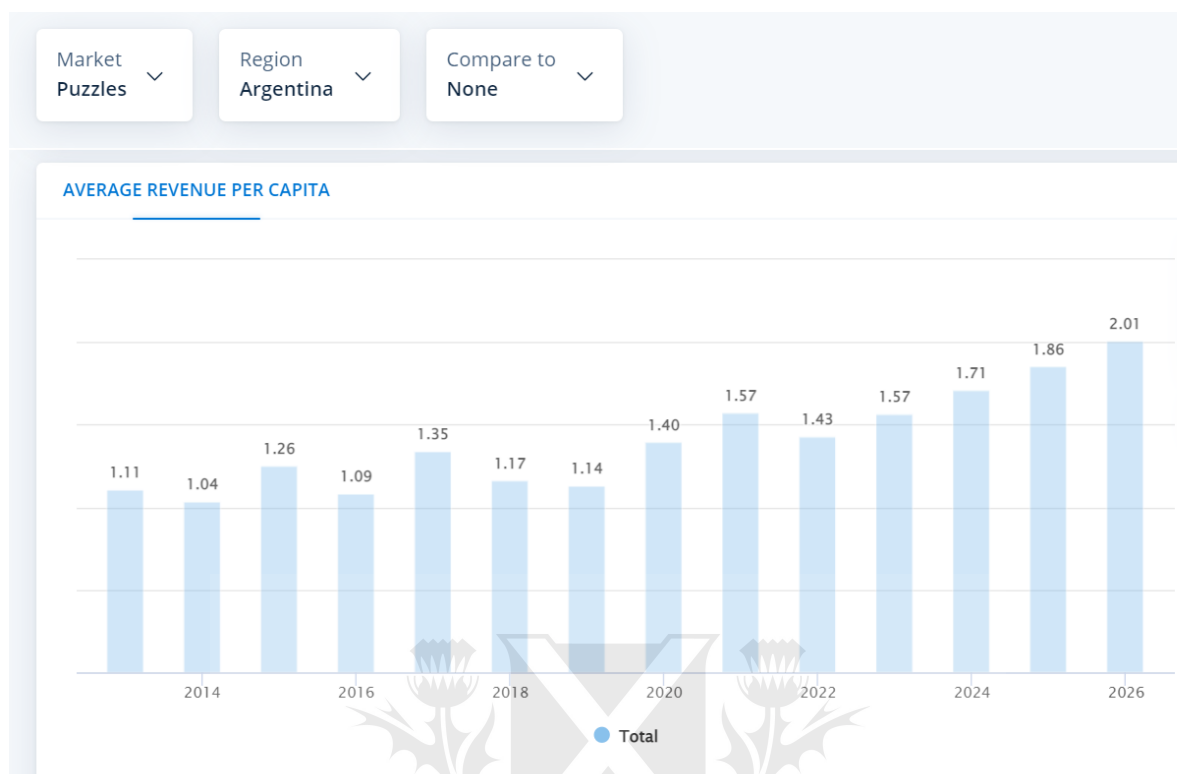 Market
Puzzles
Region
Argentina
Compare to
None
AVERAGE REVENUE PER CAPITA
1.11
1.04
1.26
1.09
1.35
1.17
1.14
1.40
1.57
1.43
1.57
1.71
1.86
2.01
2014
2016
2018
2020
2022
2024
2026
Total